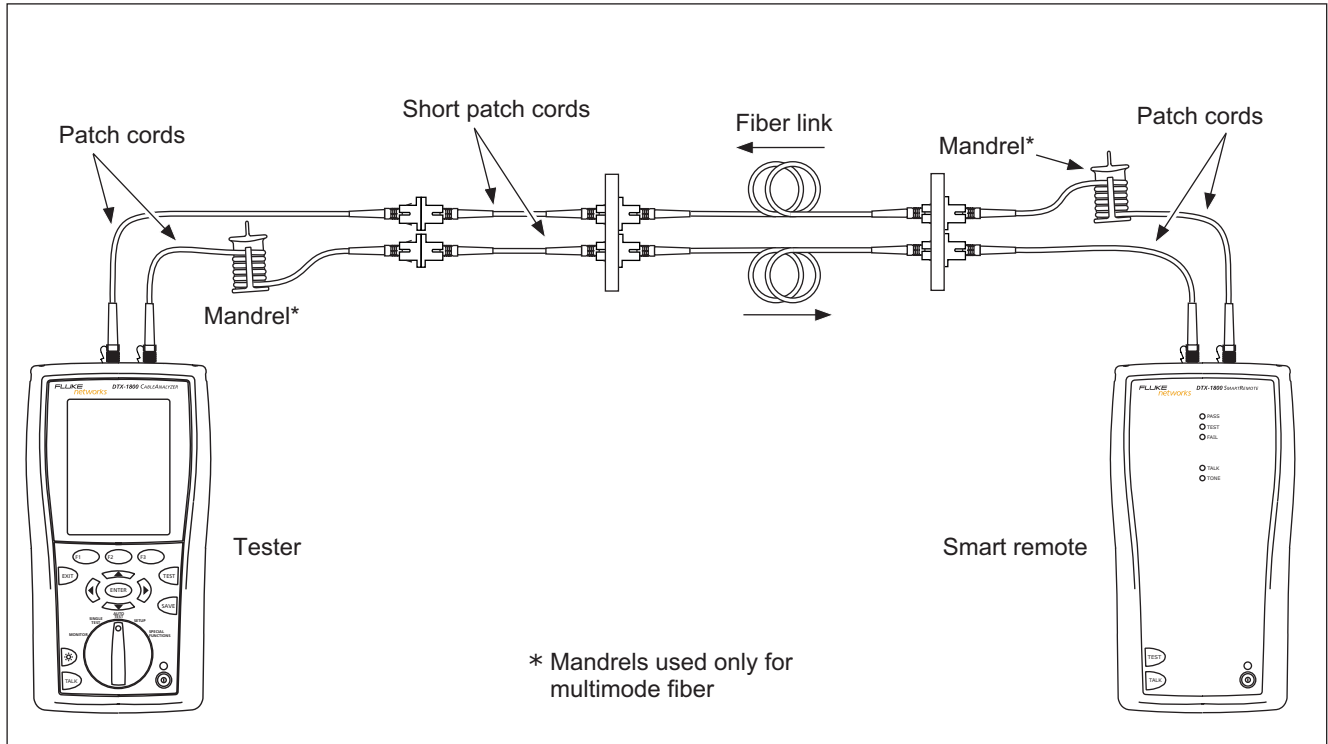 Short patch cords
Patch cords
Fiber link
Mandrel*
Patch cords
Mandrel*
FLUKE
networks
DTX-1800 CABLEANALYZER
FLUKE
networks
DTX-1800 SMARTREMOTE
PASS
TEST
FAIL
TALK
TONE
Tester
Smart remote
F1
F2
F3
EXIT
TEST
ENTER
SAVE
MONITOR
SINGLE
TEST
AUTO
TEST
SETUP
SPECIAL
FUNCTIONS
TALK
TEST
TALK
* Mandrels used only for
multimode fiber